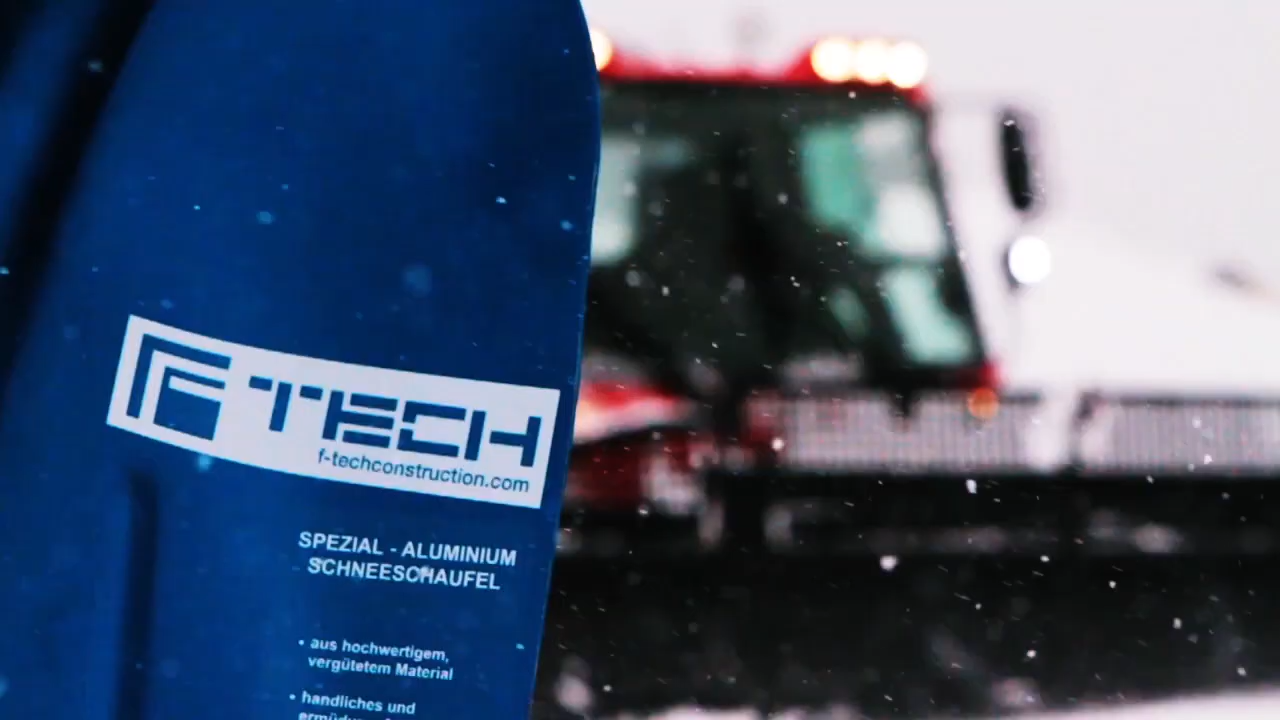 F TECH
f-techconstruction.com
SPEZIAL - ALUMINIUM
SCHNEESCHAUFEL
• aus hochwertigem,
vergütetem Material
• handliches und